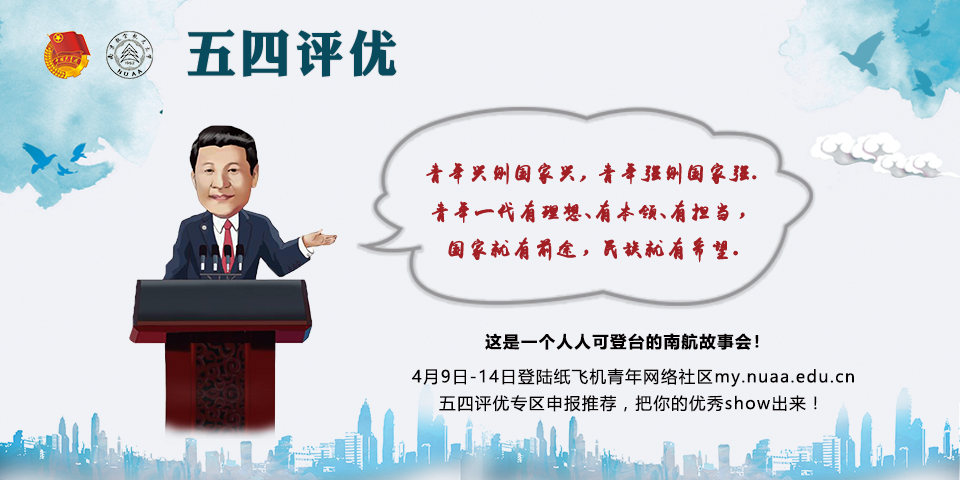 五四评优
NUAA
青年兴则国家兴，青年强则国家强。
青年一代有理想、有本领、有担当，
国家就有前途，民族就有希望。
这是一个人人可登台的南航故事会！
4月9日-14日登陆纸飞机青年网络社区my.nuaa.edu.cn
五四评优专区申报推荐，把你的优秀show出来！